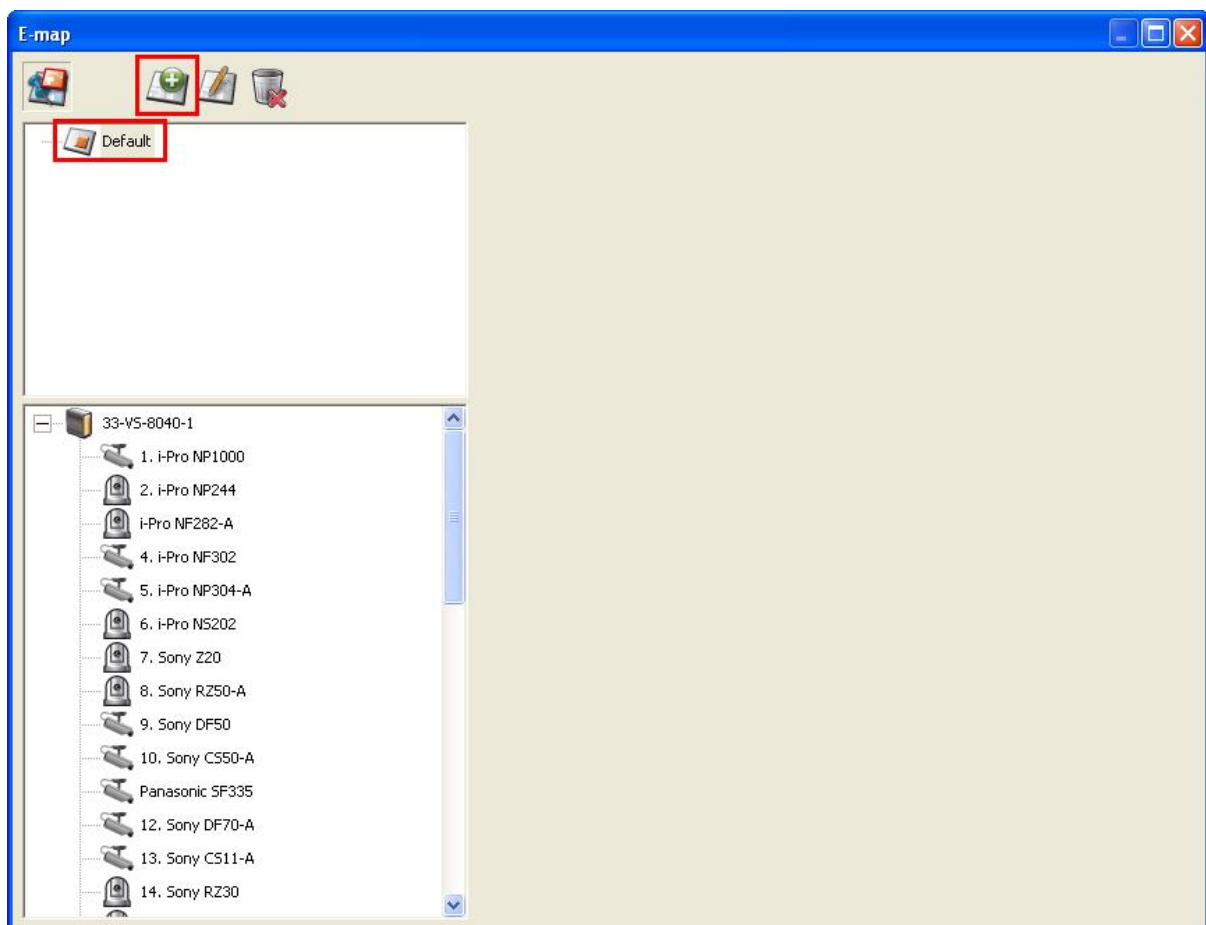 E-map
Default
33-VS-8040-1
1. i-Pro NP1000
2. i-Pro NP244
i-Pro NF282-A
4. i-Pro NF302
5. i-Pro NP304-A
6. i-Pro NS202
7. Sony Z20
8. Sony RZ50-A
9. Sony DF50
10. Sony CS50-A
Panasonic SF335
12. Sony DF70-A
13. Sony CS11-A
14. Sony RZ30